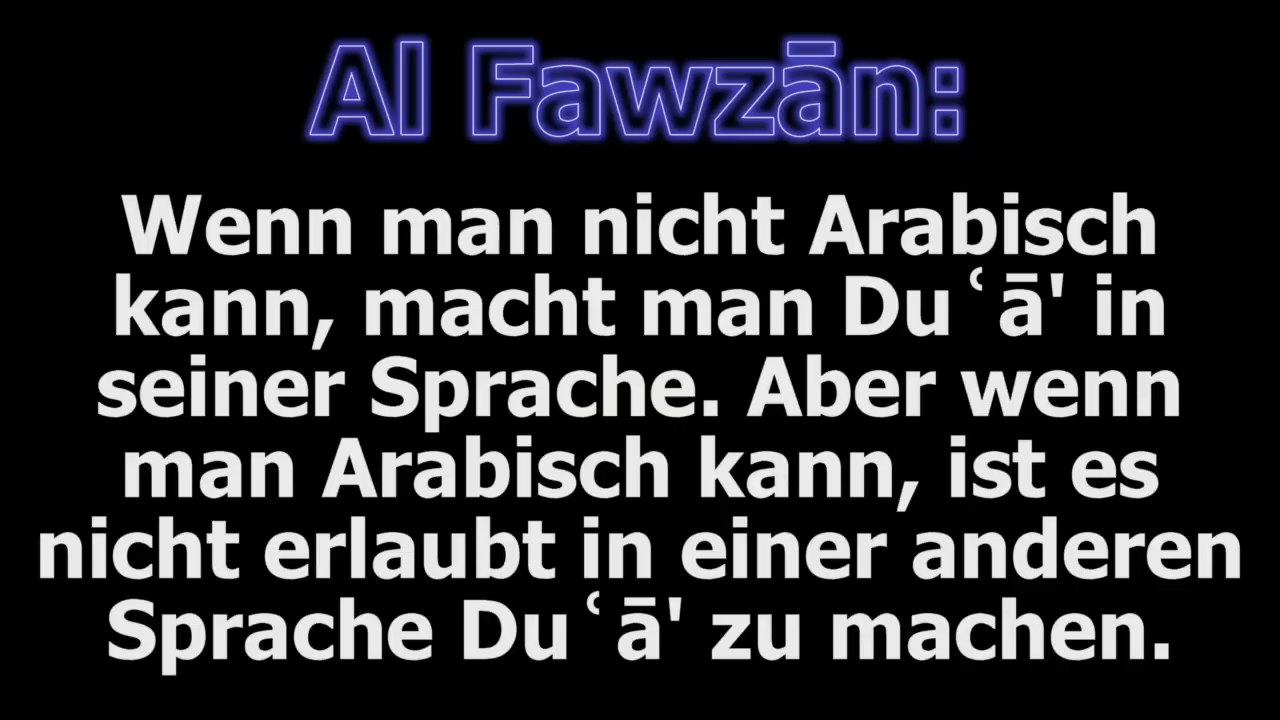 Al Fawzān:
Wenn man nicht Arabisch
kann, macht man Duʿā' in
seiner Sprache. Aber wenn
man Arabisch kann, ist es
nicht erlaubt in einer anderen
Sprache Duʿā' zu machen.